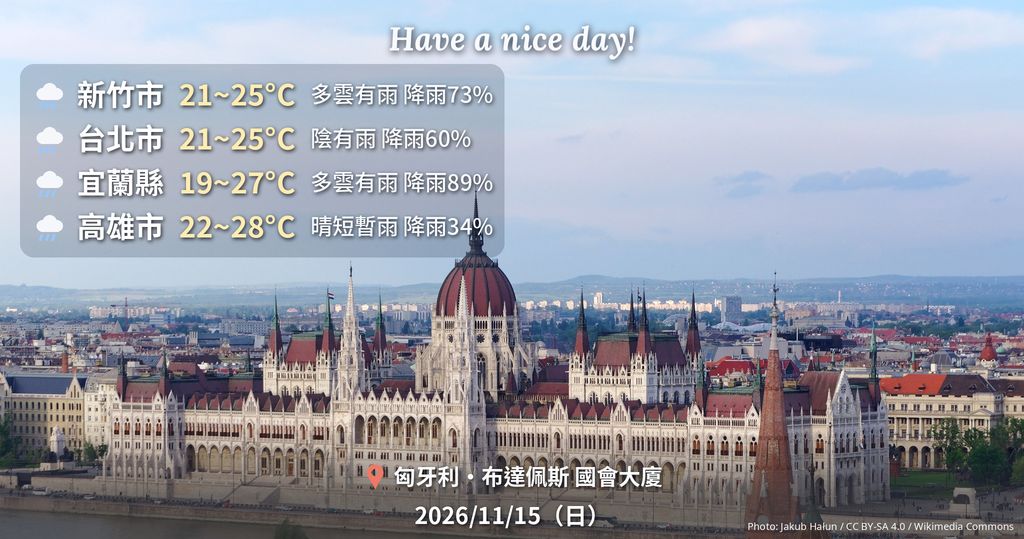 Have a nice day!
新竹市 21~25°C 多雲有雨 降雨73%
台北市 21~25°C 陰有雨 降雨60%
宜蘭縣 19~27°C 多雲有雨 降雨89%
高雄市 22~28°C 晴短暫雨 降雨34%
匈牙利・布達佩斯 國會大廈
2026/11/15（日）
Photo: Jakub Hałun / CC BY-SA 4.0 / Wikimedia Commons